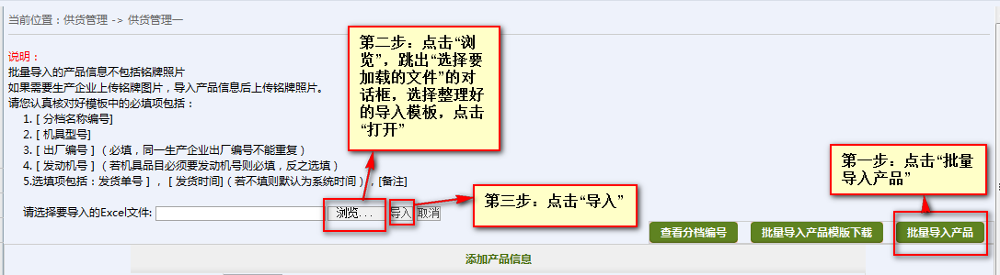 当前位置：供货管理 -> 供货管理一
说明：
批量导入的产品信息不包括铭牌照片
如果需要生产企业上传铭牌图片，导入产品信息后上传铭牌照片。
请您认真核对好模板中的必填项包括：
1. [ 分档名称编号]
2. [ 机具型号]
3. [ 出厂编号 ] （必填，同一生产企业出厂编号不能重复）
4. [ 发动机号 ] （若机具品目必须要发动机号则必填，反之选填）
5.选填项包括：发货单号 ] ，[ 发货时间]（若不填则默认为系统时间），[备注]
第二步：点击“浏
览”，跳出“选择要
加载的文件”的对
话框，选择整理好
的导入模板，点击
“打开”
第一步：点击“批量
导入产品”
第三步：点击“导入”
请选择要导入的Excel文件: 浏览... 导入 取消
查看分档编号 批量导入产品模版下载 批量导入产品
添加产品信息